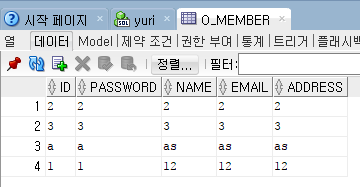 시작 페이지 yuri O_MEMBER
열 데이터 Model 제약 조건 권한 부여 통계 트리거 플래시백
정렬... 필터:
ID PASSWORD NAME EMAIL ADDRESS
1 2 2 2 2 2
2 3 3 3 3 3
3 a a as as as
4 1 1 12 12 12